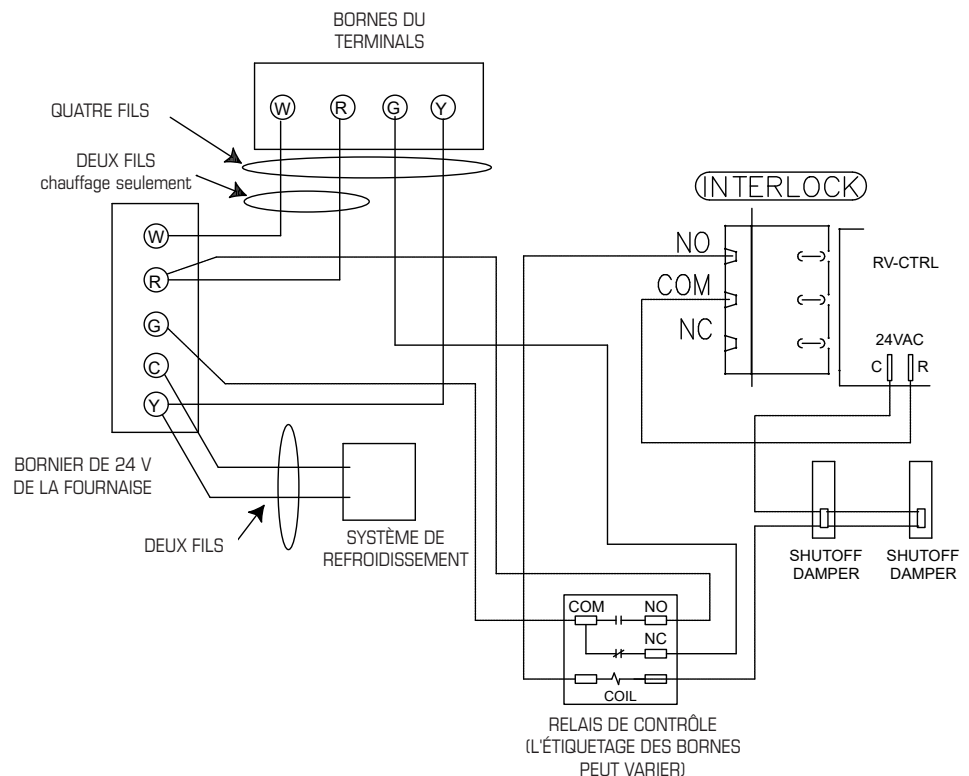 BORNES DU
TERMINALS
W R G Y
QUATRE FILS
DEUX FILS
chauffage seulement
W
R
G
C
Y
BORNIER DE 24 V
DE LA FOURNAISE
DEUX FILS
SYSTÈME DE
REFROIDISSEMENT
INTERLOCK
NO
COM
NC
RV-CTRL
24VAC
C R
SHUTOFF
DAMPER
SHUTOFF
DAMPER
COM NO
NC
COIL
RELAIS DE CONTRÔLE
(L'ÉTIQUETAGE DES BORNES
PEUT VARIER)